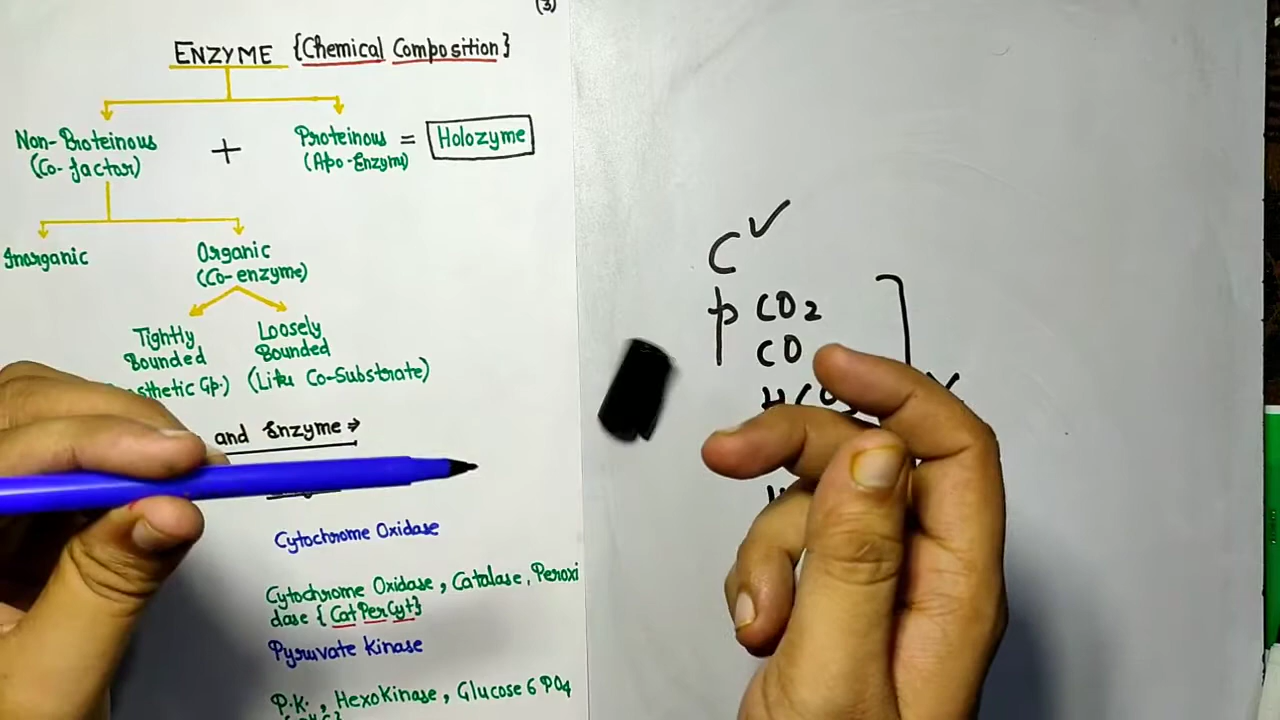 (3)
ENZYME {Chemical Composition}
Non-Proteinous + Proteinous = Holozyme
(Co-factor) (Apo-Enzyme)
Inorganic Organic
(Co-enzyme)
Tightly Loosely
Bounded Bounded
Gp.) (Like Co-Substrate)
and Enzyme
Cytochrome Oxidase
Cytochrome Oxidase, Catalase, Peroxi
dase {CatPerCyt}
Pyruvate Kinase
P.K., HexoKinase, Glucose 6 PO4
C ✓
CO2
CO